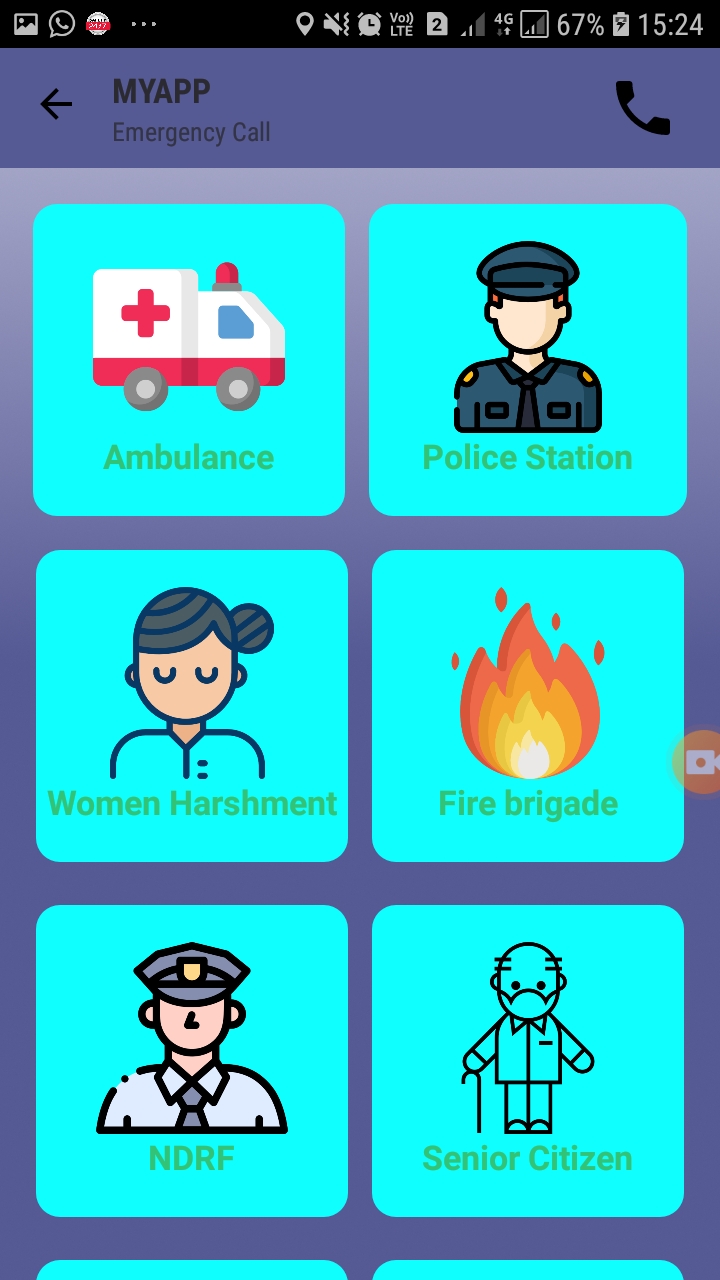 Vo))
LTE
2
4G
67%
15:24
MYAPP
Emergency Call
Ambulance
Police Station
Women Harshment
Fire brigade
NDRF
Senior Citizen